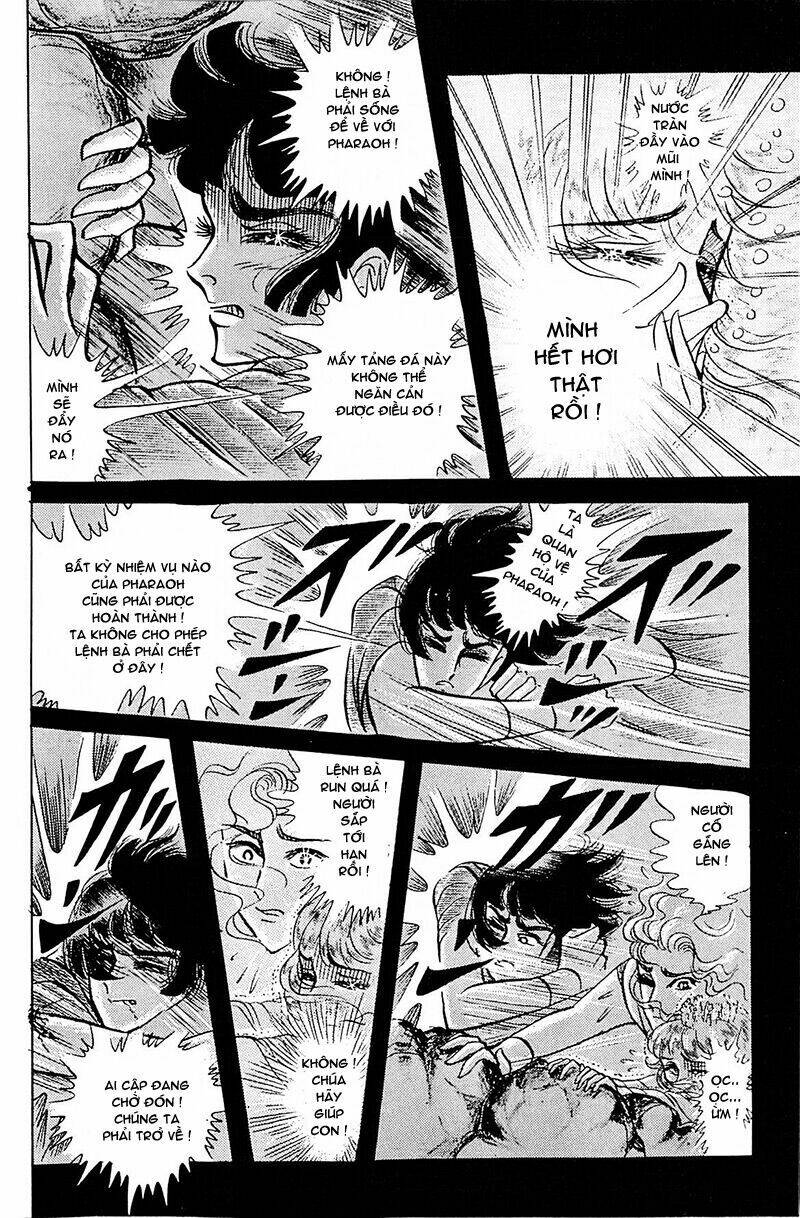 NƯỚC
TRÀN
ĐẦY VÀO
MŨI
MÌNH !
MÌNH
HẾT HƠI
THẬT
RỒI !
KHÔNG !
LỆNH BÀ
PHẢI SỐNG
ĐỂ VỀ VỚI
PHARAOH !
MẤY TẢNG ĐÁ NÀY
KHÔNG THỂ
NGĂN CẢN
ĐƯỢC ĐIỀU ĐÓ !
MÌNH
SẼ
ĐẨY
NÓ
RA !
TA
LÀ
QUAN
HỘ VỆ
CỦA
PHARAOH !
BẤT KỲ NHIỆM VỤ NÀO
CỦA PHARAOH
CŨNG PHẢI ĐƯỢC
HOÀN THÀNH !
TA KHÔNG CHO PHÉP
LỆNH BÀ PHẢI CHẾT
Ở ĐÂY !
ググ
NGƯỜI
CỐ
GẮNG
LÊN !
ỌC..
ỌC...
ỪM !
LỆNH BÀ
RUN QUÁ !
NGƯỜI
SẮP
TỚI
HẠN
RỒI !
KHÔNG !
CHÚA
HÃY
GIÚP
CON !
AI CẬP ĐANG
CHỜ ĐÓN !
CHÚNG TA
PHẢI TRỞ VỀ !